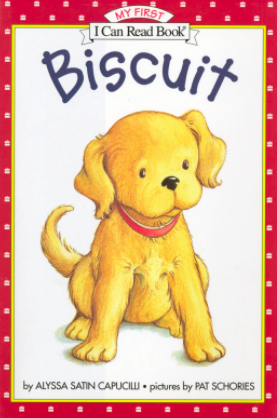 MY FIRST
I Can Read Book®
Biscuit
by ALYSSA SATIN CAPUCILLI • pictures by PAT SCHORIES